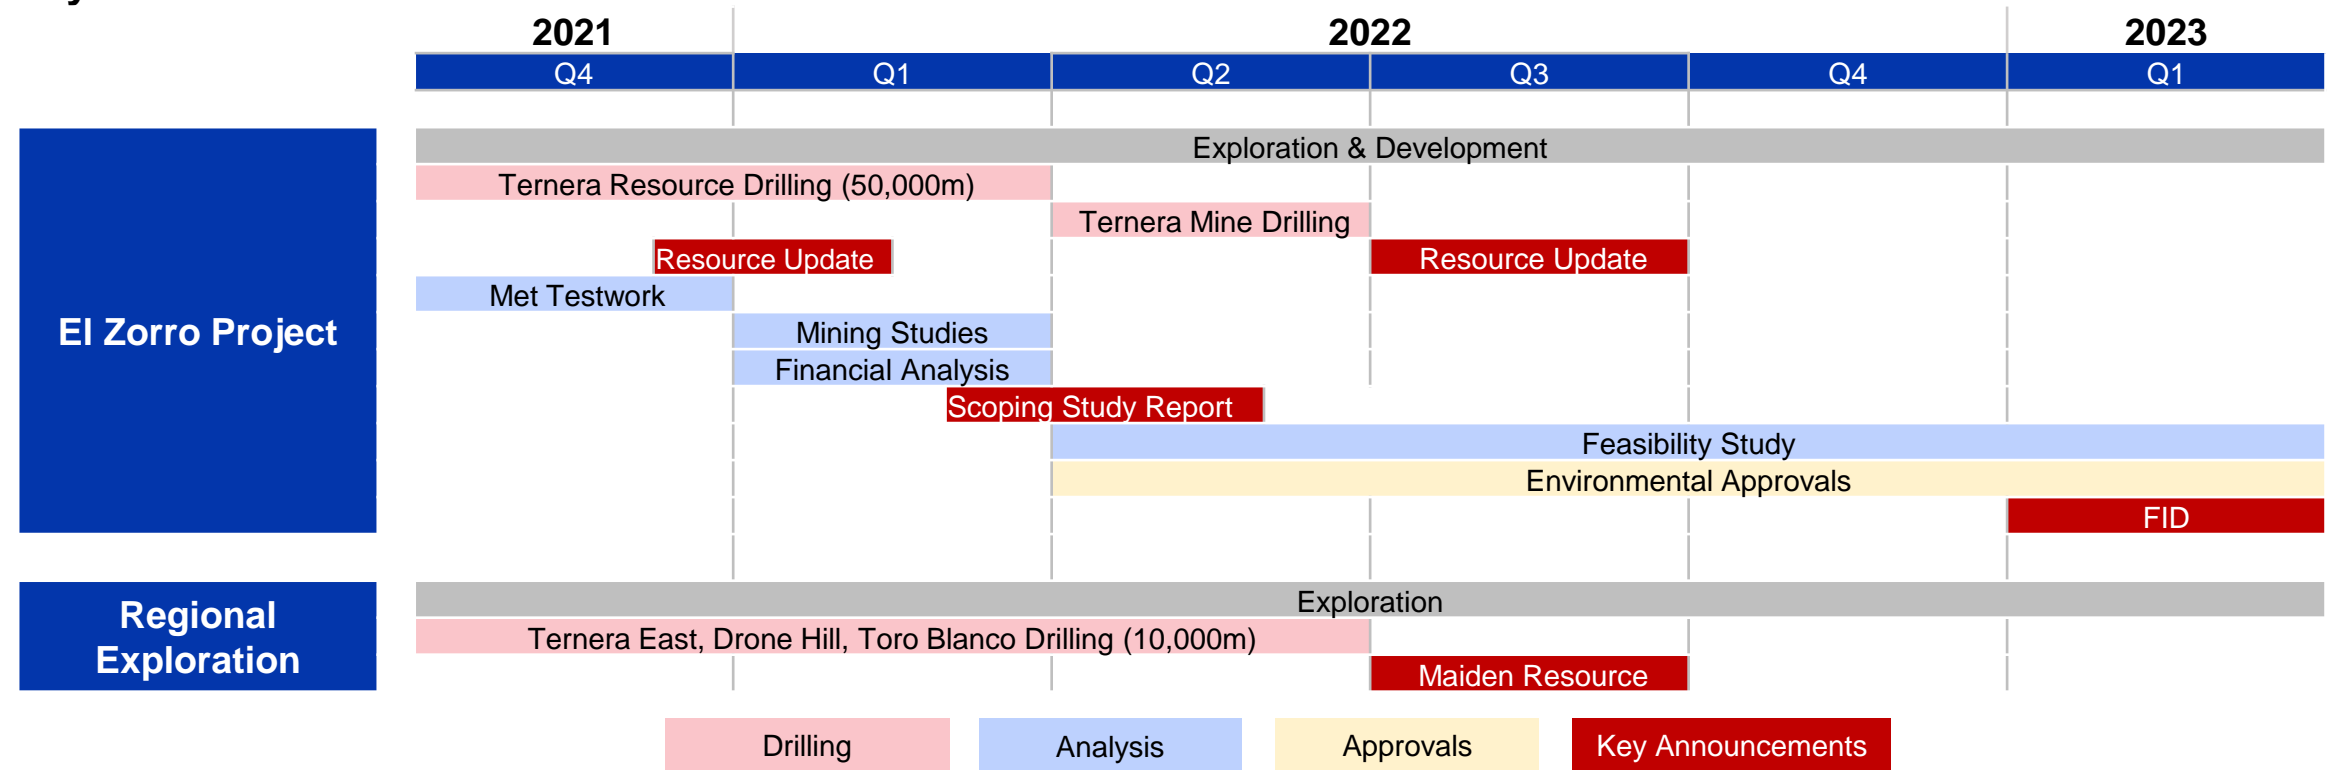 2021 2022 2023
Q4 Q1 Q2 Q3 Q4 Q1
El Zorro Project
Exploration & Development
Ternera Resource Drilling (50,000m)
Ternera Mine Drilling
Resource Update Resource Update
Met Testwork
Mining Studies
Financial Analysis
Scoping Study Report
Feasibility Study
Environmental Approvals
FID
Regional
Exploration
Exploration
Ternera East, Drone Hill, Toro Blanco Drilling (10,000m)
Maiden Resource
Drilling Analysis Approvals Key Announcements